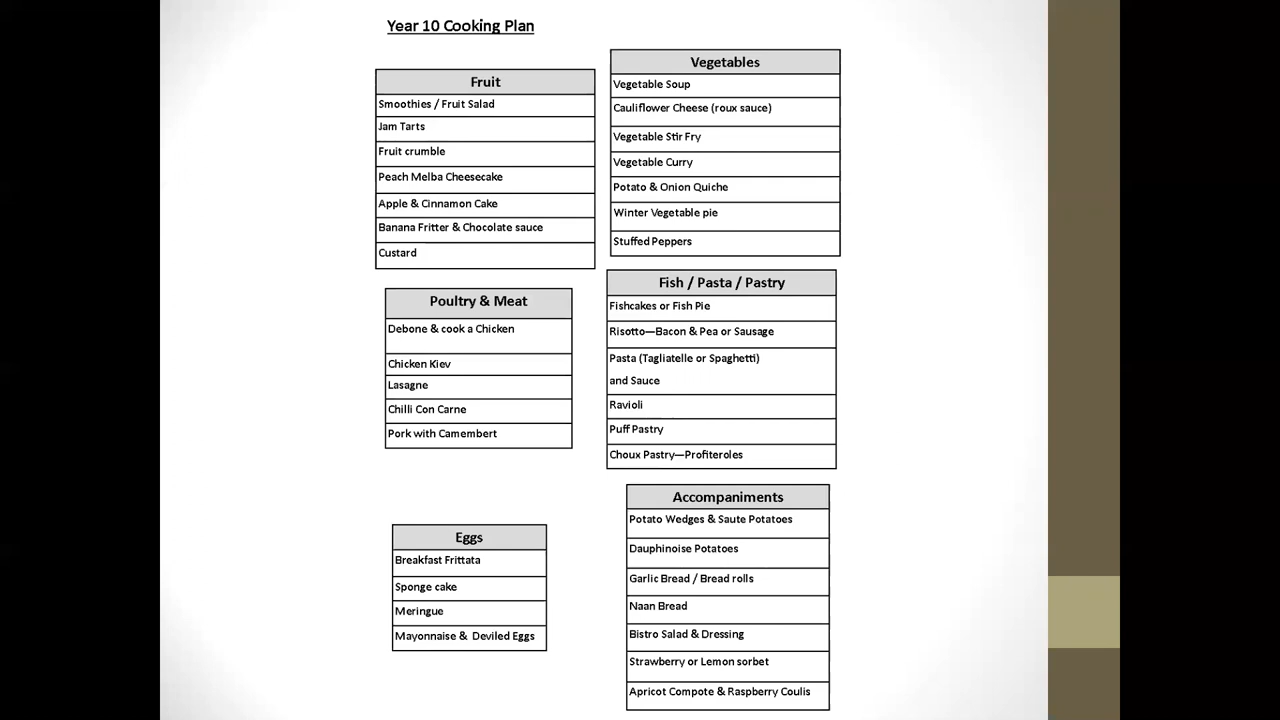 Year 10 Cooking Plan
Fruit
Smoothies / Fruit Salad
Jam Tarts
Fruit crumble
Peach Melba Cheesecake
Apple & Cinnamon Cake
Banana Fritter & Chocolate sauce
Custard
Vegetables
Vegetable Soup
Cauliflower Cheese (roux sauce)
Vegetable Stir Fry
Vegetable Curry
Potato & Onion Quiche
Winter Vegetable pie
Stuffed Peppers
Poultry & Meat
Debone & cook a Chicken
Chicken Kiev
Lasagne
Chilli Con Carne
Pork with Camembert
Fish / Pasta / Pastry
Fishcakes or Fish Pie
Risotto—Bacon & Pea or Sausage
Pasta (Tagliatelle or Spaghetti)
and Sauce
Ravioli
Puff Pastry
Choux Pastry—Profiteroles
Eggs
Breakfast Frittata
Sponge cake
Meringue
Mayonnaise & Deviled Eggs
Accompaniments
Potato Wedges & Saute Potatoes
Dauphinoise Potatoes
Garlic Bread / Bread rolls
Naan Bread
Bistro Salad & Dressing
Strawberry or Lemon sorbet
Apricot Compote & Raspberry Coulis